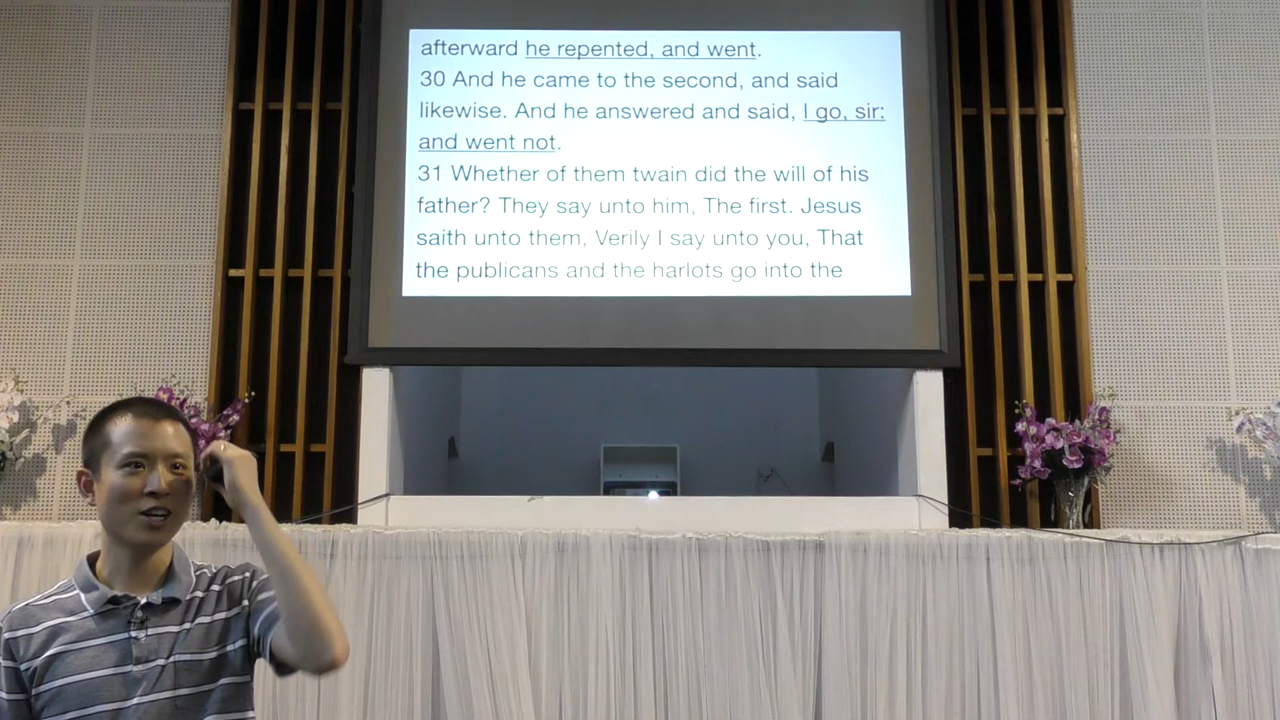 afterward he repented, and went.
30 And he came to the second, and said
likewise. And he answered and said, I go, sir:
and went not.
31 Whether of them twain did the will of his
father? They say unto him, The first. Jesus
saith unto them, Verily I say unto you, That
the publicans and the harlots go into the